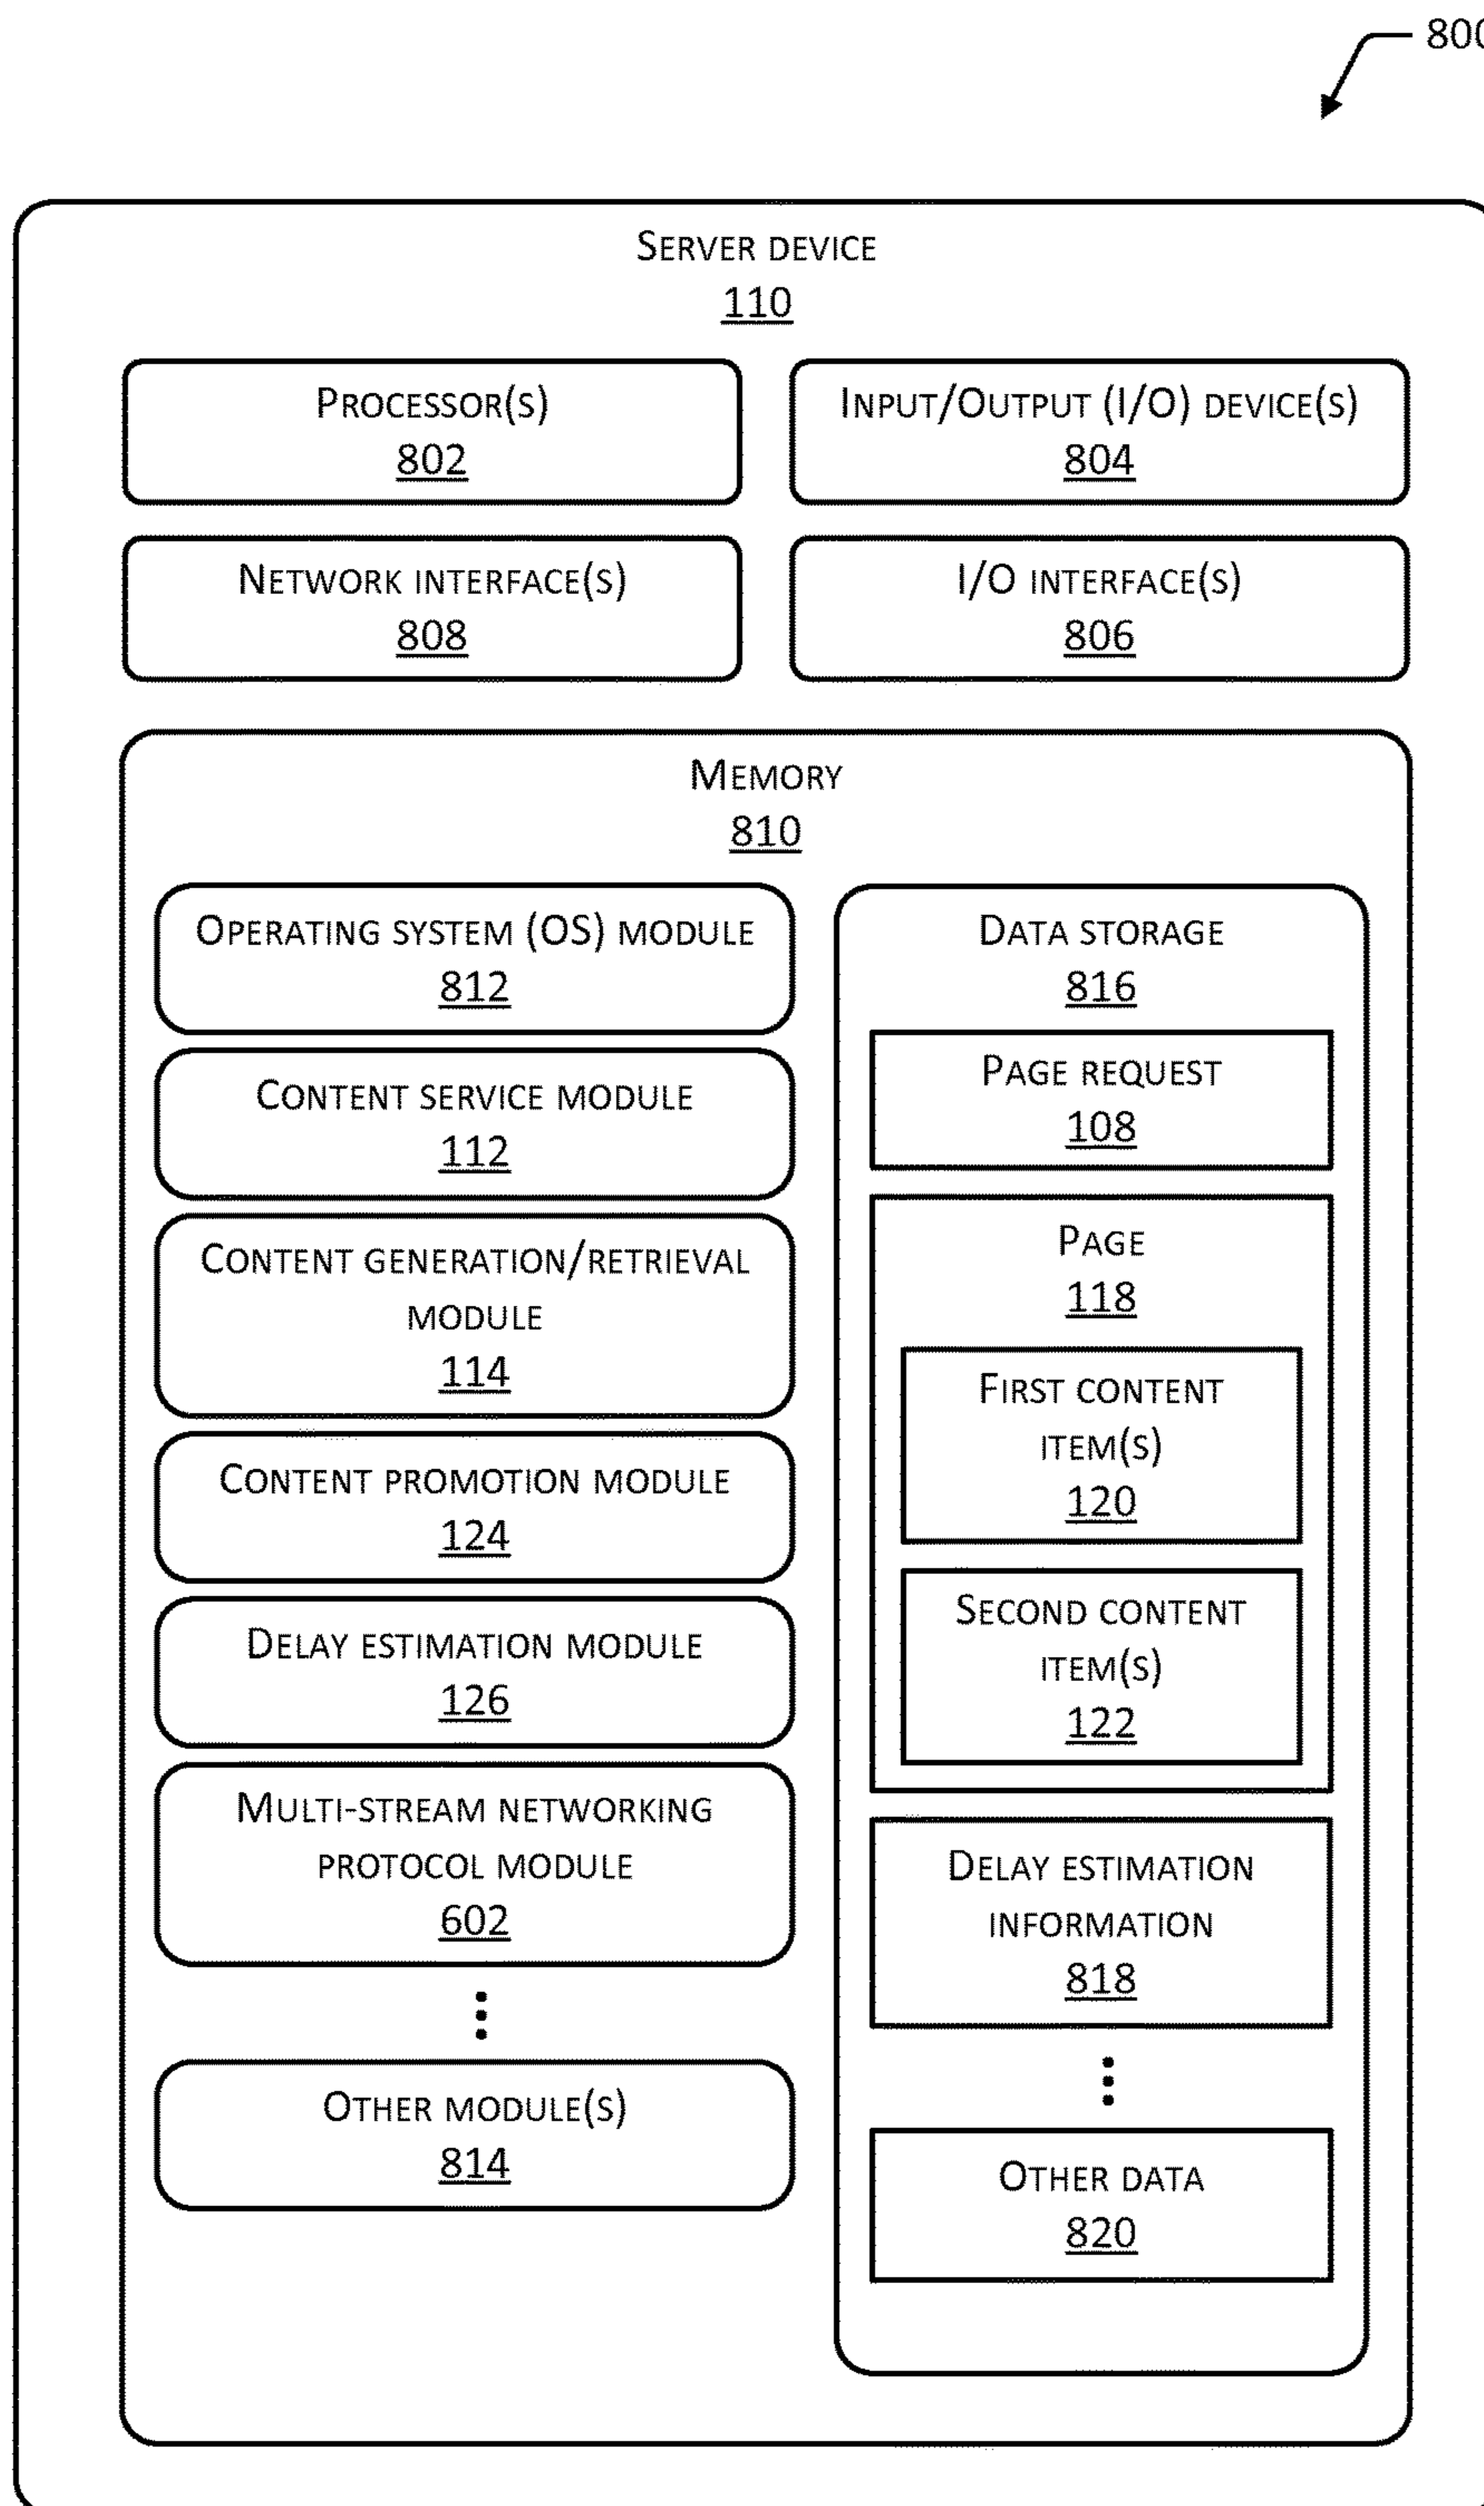 800
SERVER DEVICE
110
PROCESSOR(S)
802
INPUT/OUTPUT (I/O) DEVICE(S)
804
NETWORK INTERFACE(S)
808
I/O INTERFACE(S)
806
MEMORY
810
OPERATING SYSTEM (OS) MODULE
812
CONTENT SERVICE MODULE
112
CONTENT GENERATION/RETRIEVAL
MODULE
114
CONTENT PROMOTION MODULE
124
DELAY ESTIMATION MODULE
126
MULTI-STREAM NETWORKING
PROTOCOL MODULE
602
OTHER MODULE(S)
814
DATA STORAGE
816
PAGE REQUEST
108
PAGE
118
FIRST CONTENT
ITEM(S)
120
SECOND CONTENT
ITEM(S)
122
DELAY ESTIMATION
INFORMATION
818
OTHER DATA
820